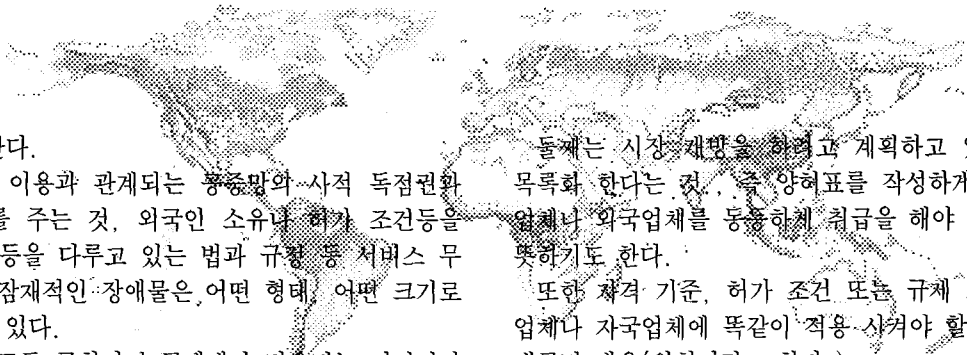 한다.
이용과 관계되는 공중망의 사적 독점권과
를 주는 것, 외국인 소유나 허가 조건등을
등을 다루고 있는 법과 규정 등 서비스 무
잠재적인 장애물은 어떤 형태, 어떤 크기로
있다.
둘째는 시장 개방을 하려고 계획하고
목록화 한다는 것, 즉 양허표를 작성하게
업체나 외국업체를 동등하게 취급을 해야
뜻하기도 한다.
또한 자격 기준, 허가 조건 또는 규제
업체나 자국업체에 똑같이 적용 시켜야 할